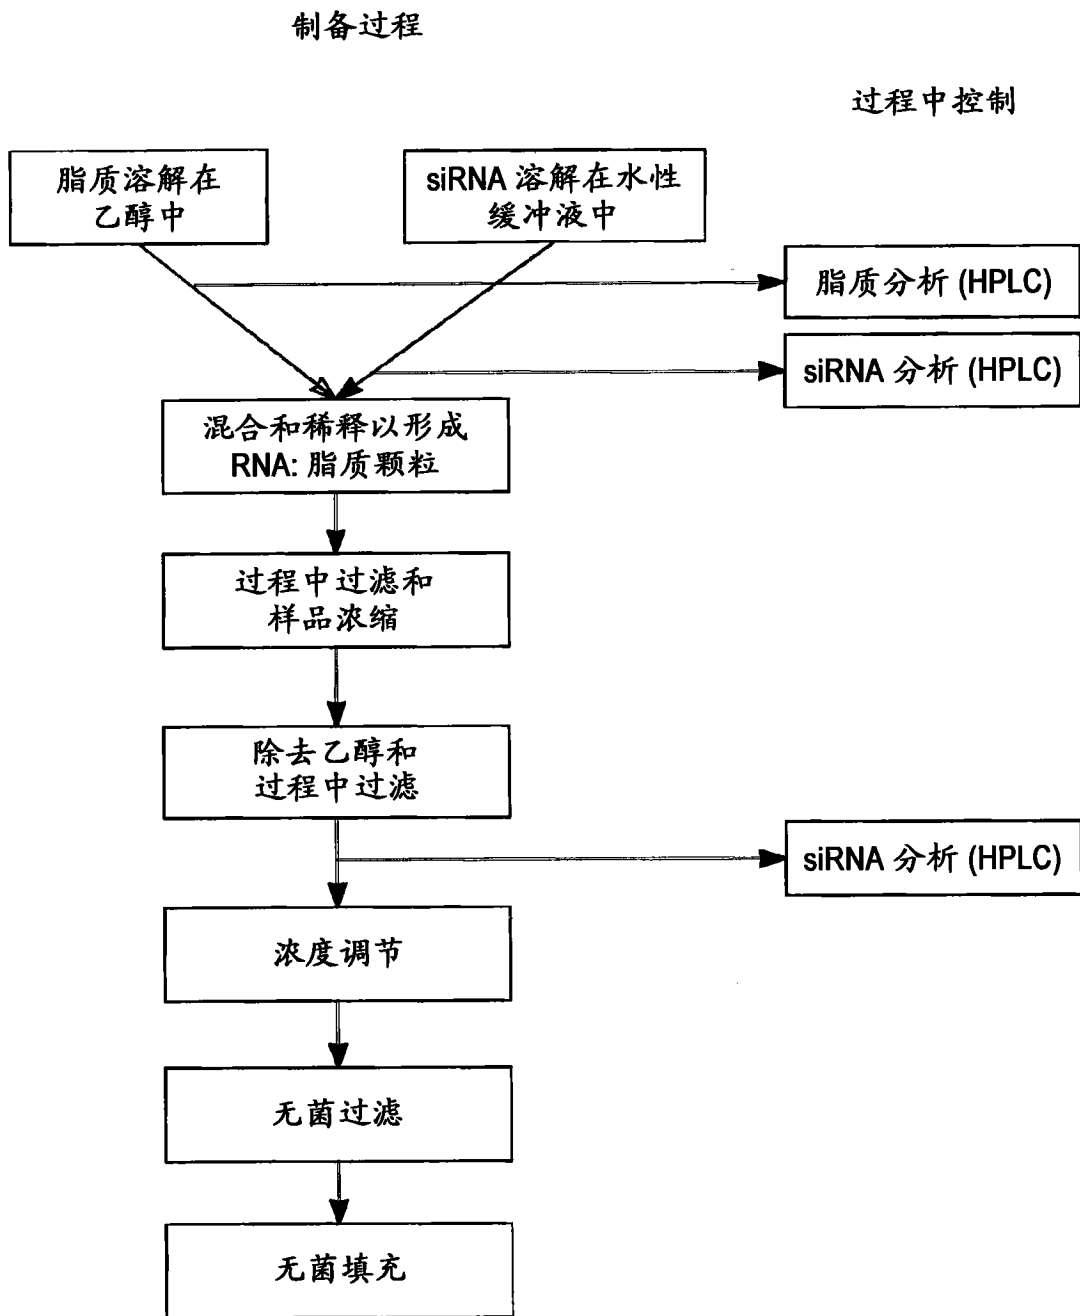 制备过程
过程中控制
脂质溶解在
乙醇中
siRNA 溶解在水性
缓冲液中
脂质分析 (HPLC)
siRNA 分析 (HPLC)
混合和稀释以形成
RNA: 脂质颗粒
过程中过滤和
样品浓缩
除去乙醇和
过程中过滤
siRNA 分析 (HPLC)
浓度调节
无菌过滤
无菌填充